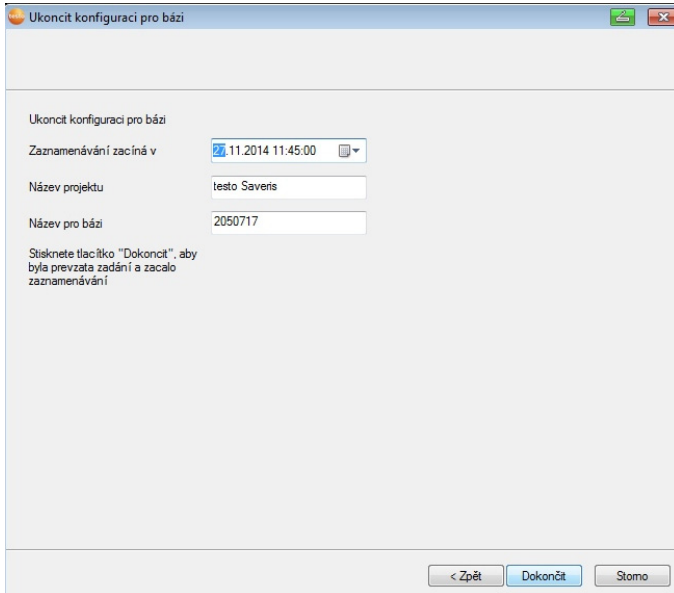 Ukoncit konfiguraci pro bázi
Ukoncit konfiguraci pro bázi
Zaznamenávání zacíná v
27.11.2014 11:45:00
Název projektu
testo Saveris
Název pro bázi
2050717
Stisknete tlacítko "Dokoncit", aby
byla prevzata zadání a zacalo
zaznamenávání
< Zpět
Dokončit
Storno